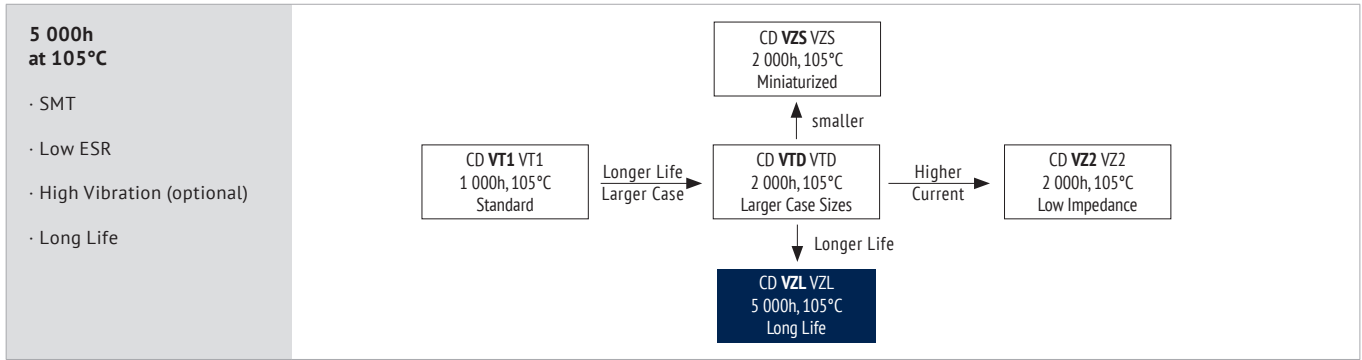 5 000h
at 105°C
· SMT
· Low ESR
· High Vibration (optional)
· Long Life
CD VZS VZS
2 000h, 105°C
Miniaturized
smaller
CD VT1 VT1
1 000h, 105°C
Standard
Longer Life
Larger Case
CD VTD VTD
2 000h, 105°C
Larger Case Sizes
Higher
Current
CD VZ2 VZ2
2 000h, 105°C
Low Impedance
Longer Life
CD VZL VZL
5 000h, 105°C
Long Life